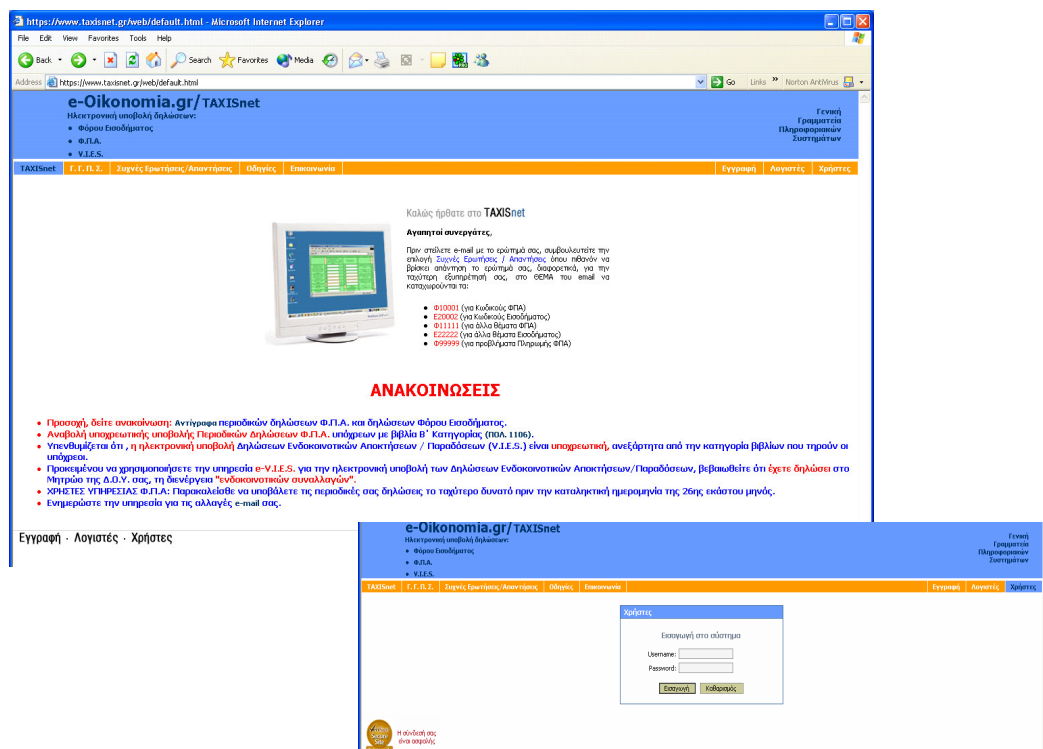 https://www.taxisnet.gr/web/default.html - Microsoft Internet Explorer
File Edit View Favorites Tools Help
Back Search Favorites Media
Address https://www.taxisnet.gr/web/default.html Go Links » Norton AntiVirus
e-Oikonomia.gr/TAXISnet
Ηλεκτρονική υποβολή δηλώσεων:
• Φόρου Εισοδήματος
• Φ.Π.Α.
• V.I.E.S.
Γενική
Γραμματεία
Πληροφοριακών
Συστημάτων
TAXISnet Γ. Γ. Π. Σ. Συχνές Ερωτήσεις/Απαντήσεις Οδηγίες Επικοινωνία Εγγραφή Λογιστές Χρήστες
Καλώς ήρθατε στο TAXISnet
Αγαπητοί συνεργάτες,
Πριν στείλετε e-mail με το ερώτημά σας, συμβουλευτείτε την
επιλογή Συχνές Ερωτήσεις / Απαντήσεις όπου πιθανόν να
βρίσκει απάντηση το ερώτημά σας, διαφορετικά, για την
ταχύτερη εξυπηρέτησή σας, στο ΘΕΜΑ του email να
καταχωρούνται τα:
• Φ10001 (για Κωδικούς ΦΠΑ)
• Ε20002 (για Κωδικούς Εισοδήματος)
• Φ11111 (για άλλα θέματα ΦΠΑ)
• Ε22222 (για άλλα θέματα Εισοδήματος)
• Φ99999 (για προβλήματα Πληρωμής ΦΠΑ)
ΑΝΑΚΟΙΝΩΣΕΙΣ
• Προσοχή, δείτε ανακοίνωση: Αντίγραφα περιοδικών δηλώσεων Φ.Π.Α. και δηλώσεων Φόρου Εισοδήματος.
• Αναβολή υποχρεωτικής υποβολής Περιοδικών Δηλώσεων Φ.Π.Α. υπόχρεων με βιβλία Β΄ Κατηγορίας (ΠΟΛ. 1106).
• Υπενθυμίζεται ότι , η ηλεκτρονική υποβολή Δηλώσεων Ενδοκοινοτικών Αποκτήσεων / Παραδόσεων (V.I.E.S.) είναι υποχρεωτική, ανεξάρτητα από την κατηγορία βιβλίων που τηρούν οι
υπόχρεοι.
• Προκειμένου να χρησιμοποιήσετε την υπηρεσία e-V.I.E.S. για την ηλεκτρονική υποβολή των Δηλώσεων Ενδοκοινοτικών Αποκτήσεων/Παραδόσεων, βεβαιωθείτε ότι έχετε δηλώσει στο
Μητρώο της Δ.Ο.Υ. σας, τη διενέργεια "ενδοκοινοτικών συναλλαγών".
• ΧΡΗΣΤΕΣ ΥΠΗΡΕΣΙΑΣ Φ.Π.Α: Παρακαλείσθε να υποβάλετε τις περιοδικές σας δηλώσεις το ταχύτερο δυνατό πριν την καταληκτική ημερομηνία της 26ης εκάστου μηνός.
• Ενημερώστε την υπηρεσία για τις αλλαγές e-mail σας.
Εγγραφή · Λογιστές · Χρήστες
e-Oikonomia.gr/TAXISnet
Ηλεκτρονική υποβολή δηλώσεων:
• Φόρου Εισοδήματος
• Φ.Π.Α.
• V.I.E.S.
Γενική
Γραμματεία
Πληροφοριακών
Συστημάτων
TAXISnet Γ. Γ. Π. Σ. Συχνές Ερωτήσεις/Απαντήσεις Οδηγίες Επικοινωνία Εγγραφή Λογιστές Χρήστες
Χρήστες
Εισαγωγή στο σύστημα
Username:
Password:
Εισαγωγή Καθαρισμός
Secure
Site
Η σύνδεσή σας
είναι ασφαλής